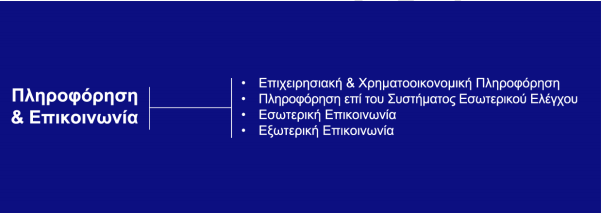 Πληροφόρηση
& Επικοινωνία
• Επιχειρησιακή & Χρηματοοικονομική Πληροφόρηση
• Πληροφόρηση επί του Συστήματος Εσωτερικού Ελέγχου
• Εσωτερική Επικοινωνία
• Εξωτερική Επικοινωνία